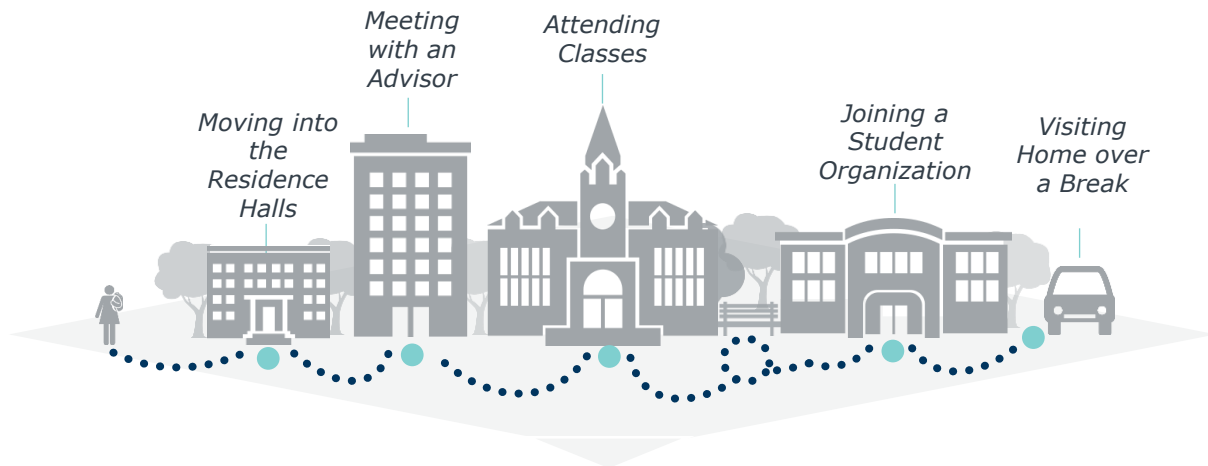 Moving into
the
Residence
Halls
Meeting
with an
Advisor
Attending
Classes
Joining a
Student
Organization
Visiting
Home over
a Break